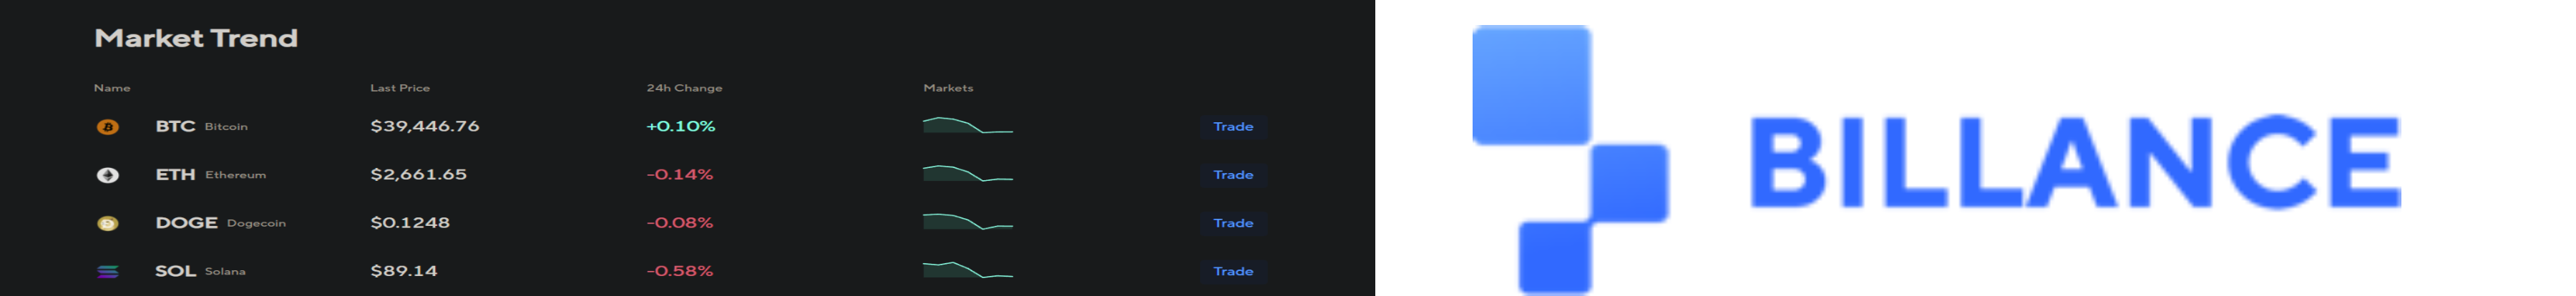 Market Trend
Name Last Price 24h Change Markets
BTC Bitcoin $39,446.76 +0.10% Trade
ETH Ethereum $2,661.65 -0.14% Trade
DOGE Dogecoin $0.1248 -0.08% Trade
SOL Solana $89.14 -0.58% Trade
BILLANCE